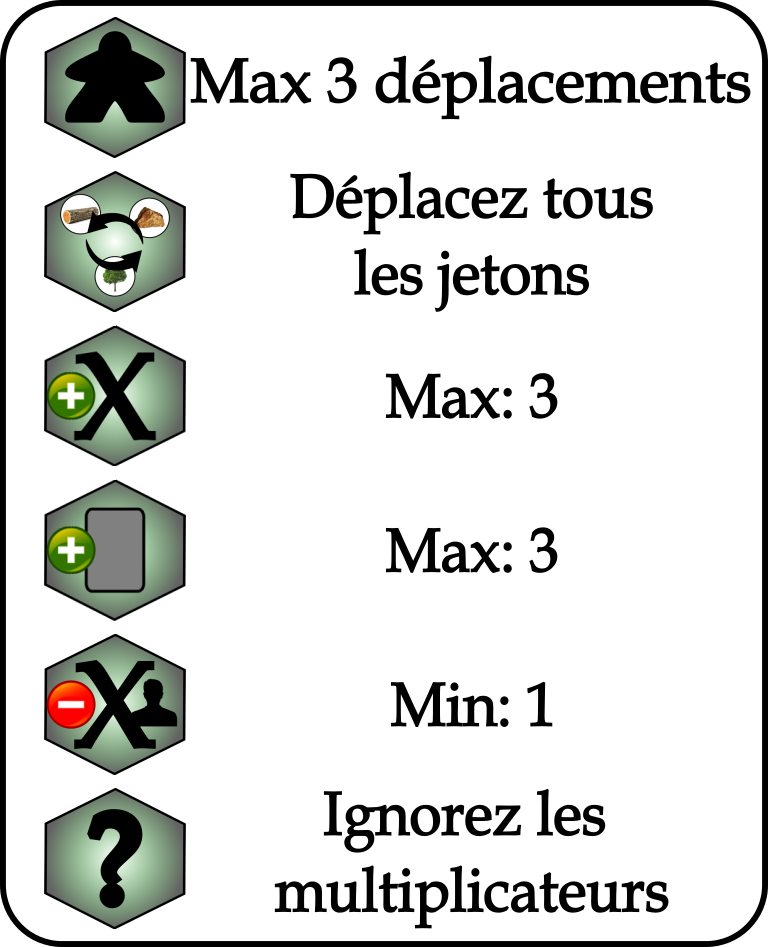 Max 3 déplacements
Déplacez tous
les jetons
X
Max: 3
Max: 3
X
Min: 1
?
Ignorez les
multiplicateurs